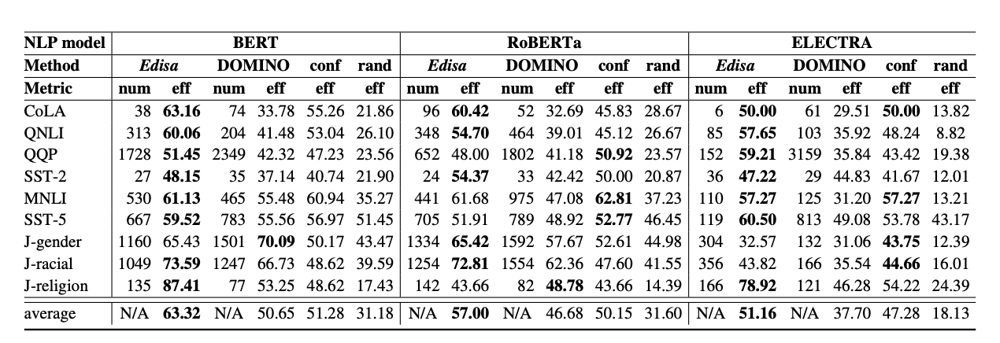 NLP model BERT RoBERTa ELECTRA
Method Edisa DOMINO conf rand Edisa DOMINO conf rand Edisa DOMINO conf rand
Metric num eff num eff eff eff num eff num eff eff eff num eff num eff eff eff
CoLA 38 63.16 74 33.78 55.26 21.86 96 60.42 52 32.69 45.83 28.67 6 50.00 61 29.51 50.00 13.82
QNLI 313 60.06 204 41.48 53.04 26.10 348 54.70 464 39.01 45.12 26.67 85 57.65 103 35.92 48.24 8.82
QQP 1728 51.45 2349 42.32 47.23 23.56 652 48.00 1802 41.18 50.92 23.57 152 59.21 3159 35.84 43.42 19.38
SST-2 27 48.15 35 37.14 40.74 21.90 24 54.37 33 42.42 50.00 20.87 36 47.22 29 44.83 41.67 12.01
MNLI 530 61.13 465 55.48 60.94 35.27 441 61.68 975 47.08 62.81 37.23 110 57.27 125 31.20 57.27 13.21
SST-5 667 59.52 783 55.56 56.97 51.45 705 51.91 789 48.92 52.77 46.45 119 60.50 813 49.08 53.78 43.17
J-gender 1160 65.43 1501 70.09 50.17 43.47 1334 65.42 1592 57.67 52.61 44.98 304 32.57 132 31.06 43.75 12.39
J-racial 1049 73.59 1247 66.73 48.62 39.59 1254 72.81 1554 62.36 47.60 41.55 356 43.82 166 35.54 44.66 16.01
J-religion 135 87.41 77 53.25 48.62 17.43 142 43.66 82 48.78 43.66 14.39 166 78.92 121 46.28 54.22 24.39
average N/A 63.32 N/A 50.65 51.28 31.18 N/A 57.00 N/A 46.68 50.15 31.60 N/A 51.16 N/A 37.70 47.28 18.13